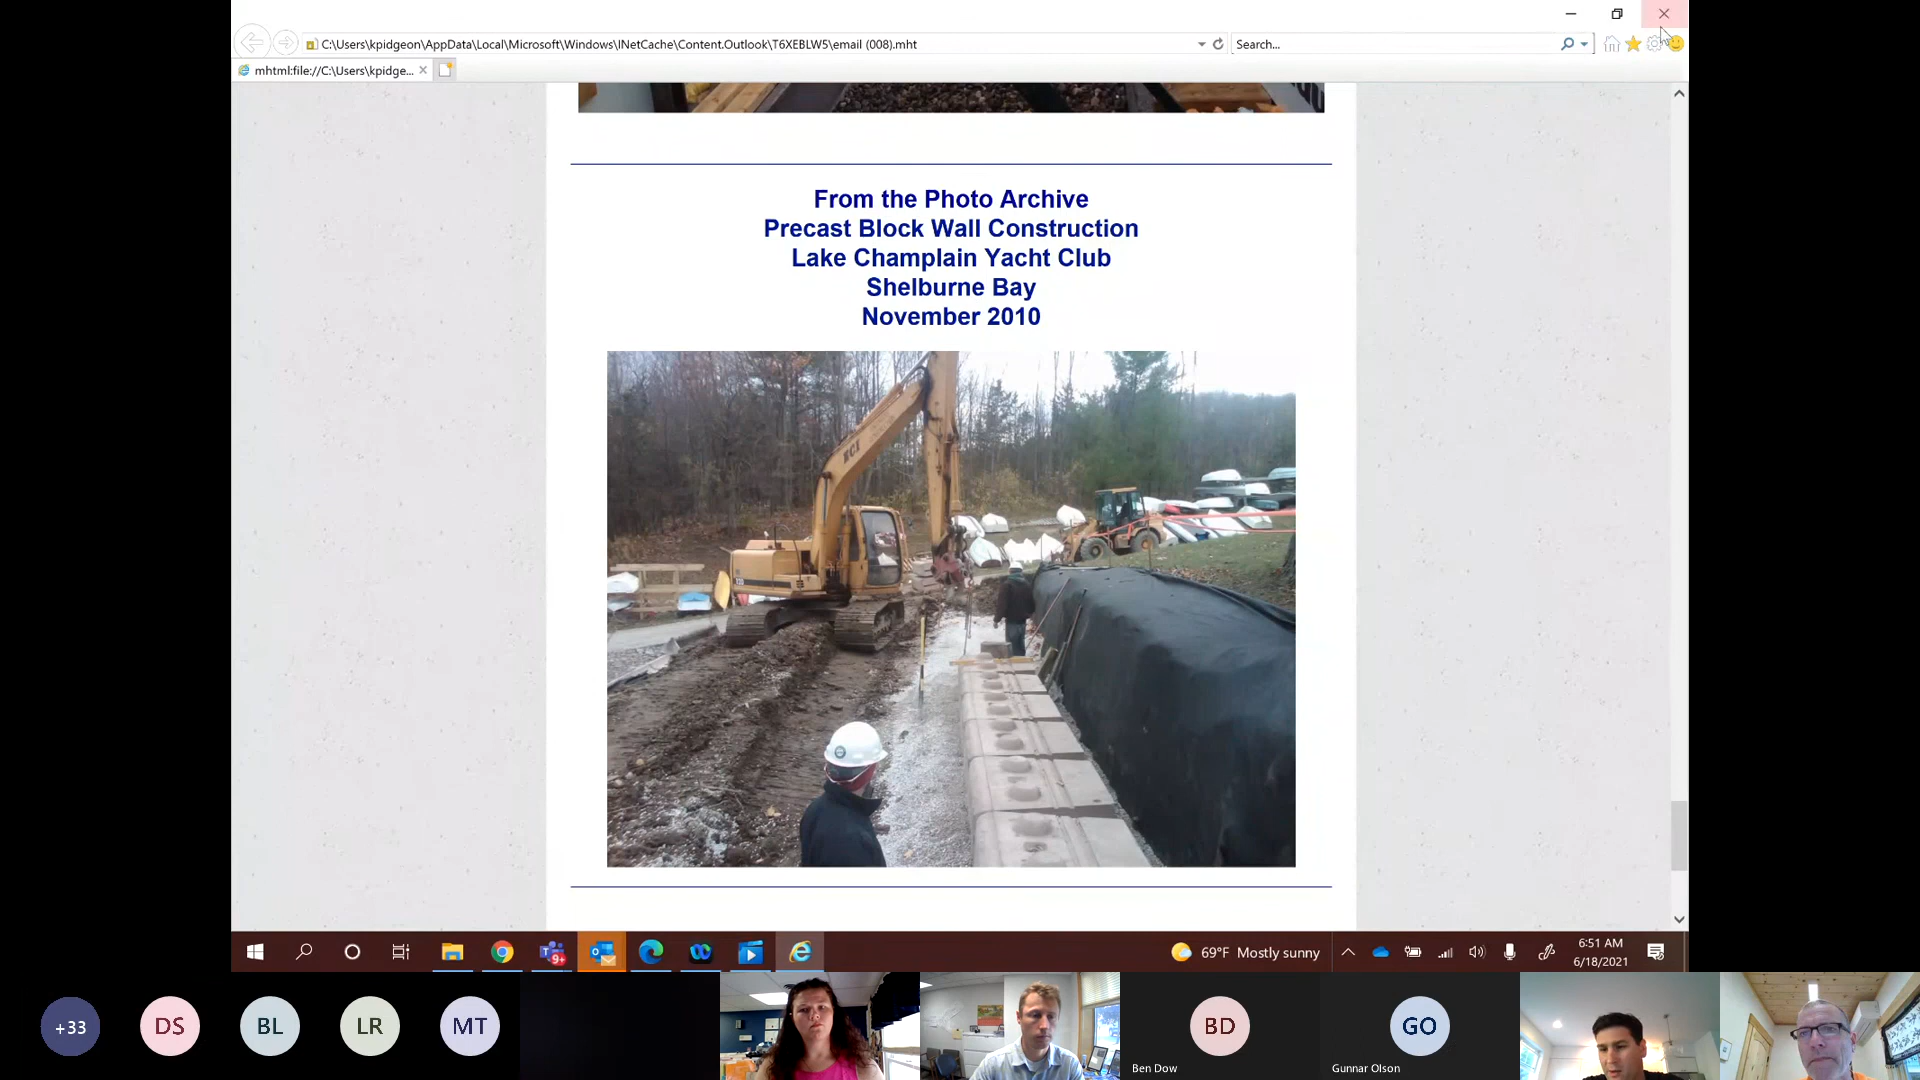 C:\Users\kpidgeon\AppData\Local\Microsoft\Windows\INetCache\Content.Outlook\T6XEBLW5\email (008).mht
Search...
mhtml:file://C:\Users\kpidge...
From the Photo Archive
Precast Block Wall Construction
Lake Champlain Yacht Club
Shelburne Bay
November 2010
ECI
9+
69°F Mostly sunny
6:51 AM
6/18/2021
+33
DS
BL
LR
MT
BD
Ben Dow
GO
Gunnar Olson